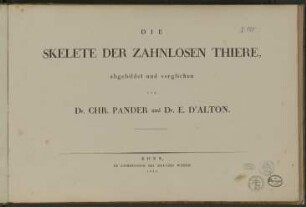 DIE
SKELETE DER ZAHNLOSEN THIERE,
abgebildet und verglichen
von
Dr. CHR. PANDER und Dr. E. D'ALTON.
BONN,